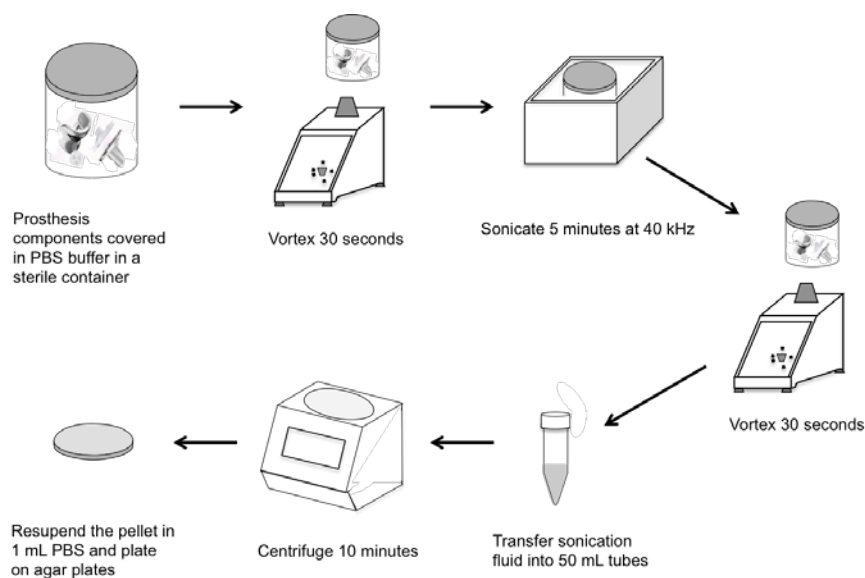 Prosthesis
components covered
in PBS buffer in a
sterile container
Vortex 30 seconds
Sonicate 5 minutes at 40 kHz
Vortex 30 seconds
Transfer sonication
fluid into 50 mL tubes
Centrifuge 10 minutes
Resupend the pellet in
1 mL PBS and plate
on agar plates